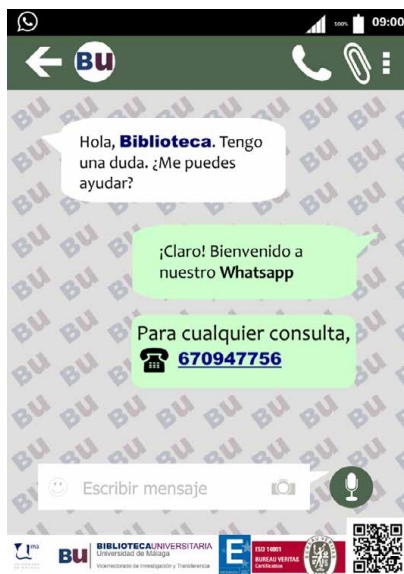 100% 09:00
BU
Hola, Biblioteca. Tengo
una duda. ¿Me puedes
ayudar?
¡Claro! Bienvenido a
nuestro Whatsapp
Para cualquier consulta,
670947756
Escribir mensaje
uma
BU
BIBLIOTECAUNIVERSITARIA
Universidad de Málaga
Vicerrectorado de Investigación y Transferencia
E
ISO 14001
BUREAU VERITAS
Certification